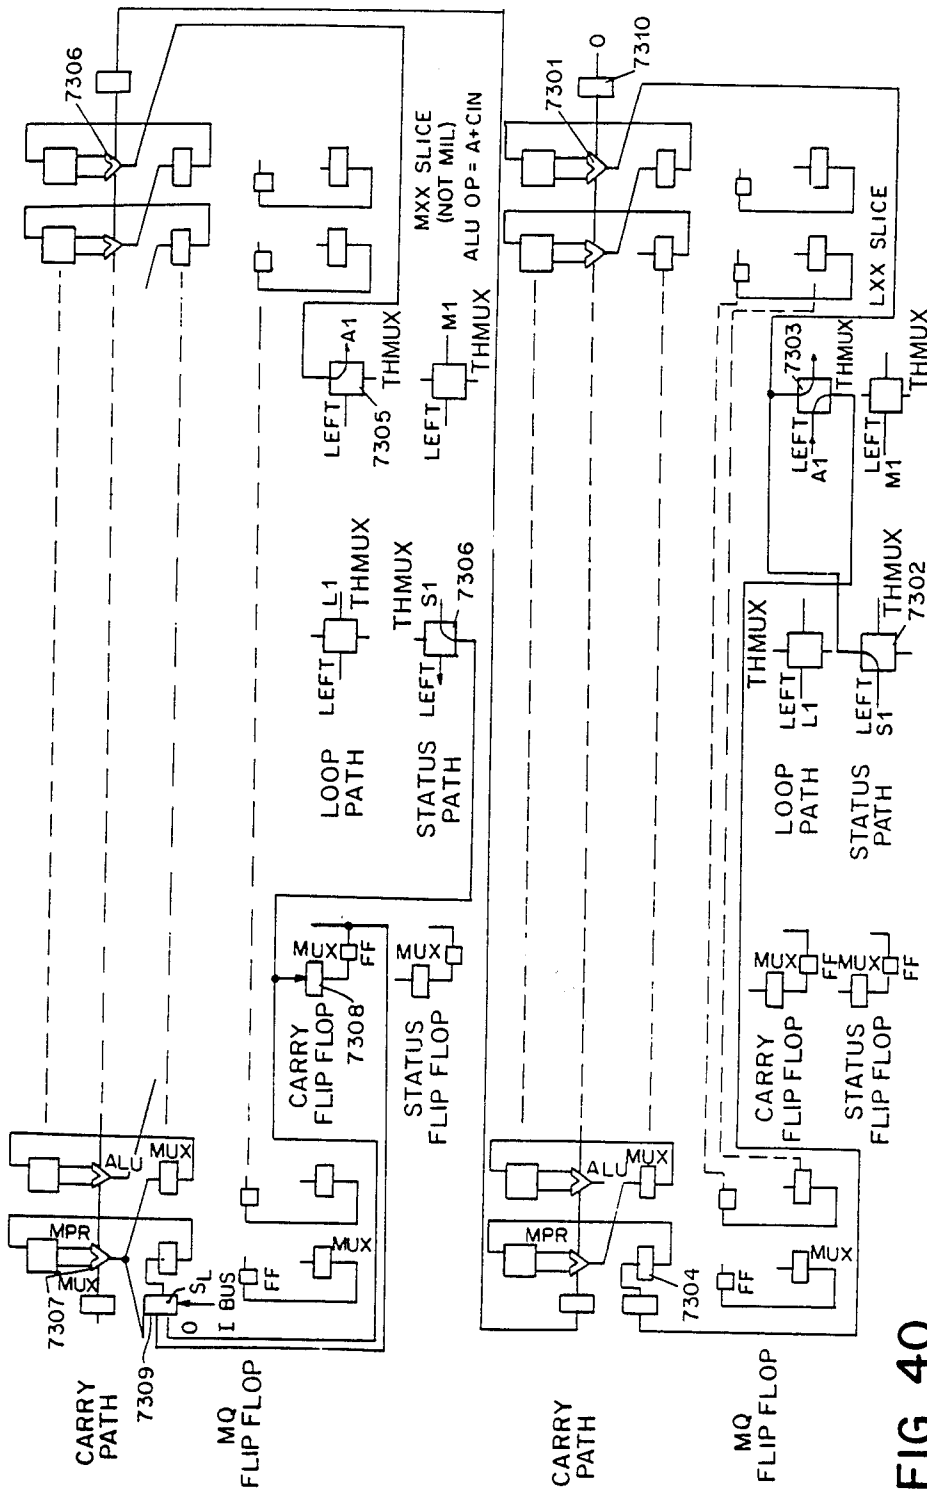 CARRY
PATH
7307
MPR
MUX
ALU
MUX
7309
SL
0
I BUS
MQ
FLIP FLOP
FF
MUX
CARRY
FLIP FLOP
7308
MUX
FF
STATUS
FLIP FLOP
LOOP
PATH
LEFT
L1
THMUX
STATUS
PATH
THMUX
LEFT
S1
7306
LEFT
A1
THMUX
7305
LEFT
M1
THMUX
7306
MXX SLICE
(NOT MIL)
ALU OP = A+CIN
CARRY
PATH
MPR
ALU
MUX
7304
MQ
FLIP FLOP
FF
MUX
CARRY
FLIP FLOP
MUX
FF
STATUS
FLIP FLOP
MUX
FF
LOOP
PATH
THMUX
LEFT
L1
STATUS
PATH
LEFT
S1
THMUX
7302
LEFT
A1
7303
THMUX
LEFT
M1
THMUX
7301
0
7310
LXX SLICE
FIG 40